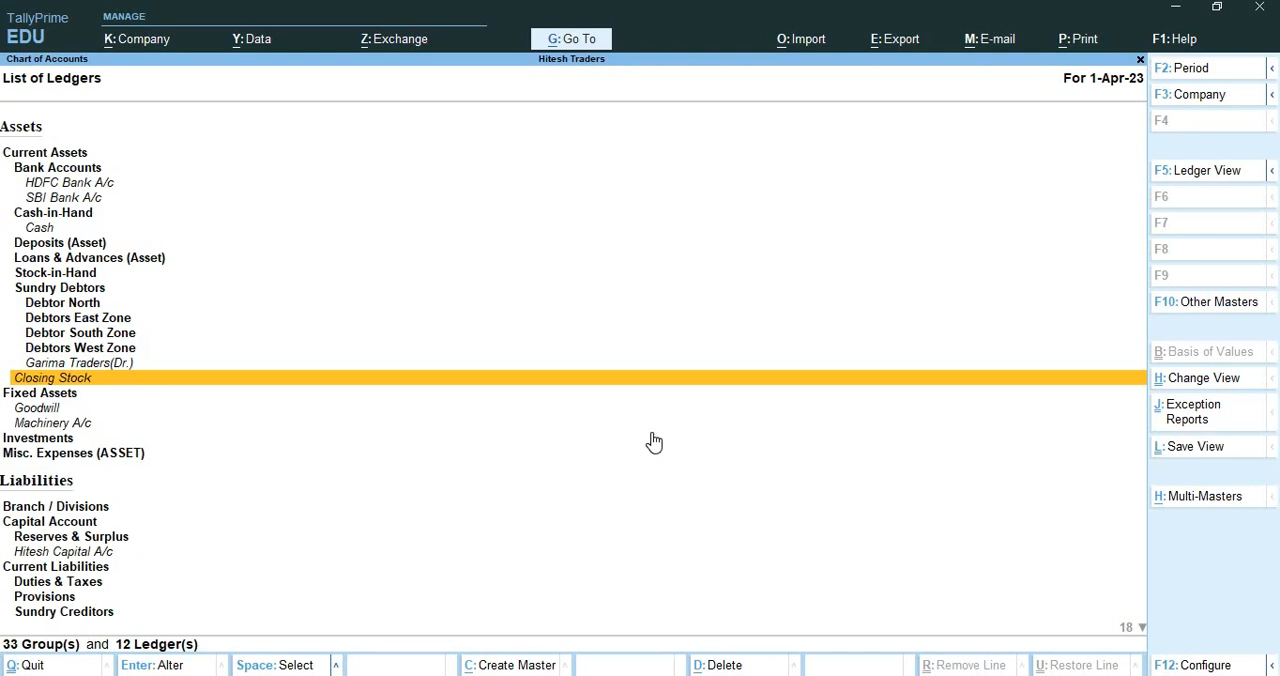 TallyPrime
EDU
MANAGE
K: Company
Y: Data
Z: Exchange
G: Go To
O: Import
E: Export
M: E-mail
P: Print
F1: Help
Chart of Accounts
Hitesh Traders
List of Ledgers
For 1-Apr-23
Assets
Current Assets
Bank Accounts
HDFC Bank A/c
SBI Bank A/c
Cash-in-Hand
Cash
Deposits (Asset)
Loans & Advances (Asset)
Stock-in-Hand
Sundry Debtors
Debtor North
Debtors East Zone
Debtor South Zone
Debtors West Zone
Garima Traders(Dr.)
Closing Stock
Fixed Assets
Goodwill
Machinery A/c
Investments
Misc. Expenses (ASSET)
Liabilities
Branch / Divisions
Capital Account
Reserves & Surplus
Hitesh Capital A/c
Current Liabilities
Duties & Taxes
Provisions
Sundry Creditors
18
33 Group(s) and 12 Ledger(s)
F2: Period
F3: Company
F4
F5: Ledger View
F6
F7
F8
F9
F10: Other Masters
B: Basis of Values
H: Change View
J: Exception
Reports
L: Save View
H: Multi-Masters
Q: Quit
Enter: Alter
Space: Select
C: Create Master
D: Delete
R: Remove Line
U: Restore Line
F12: Configure